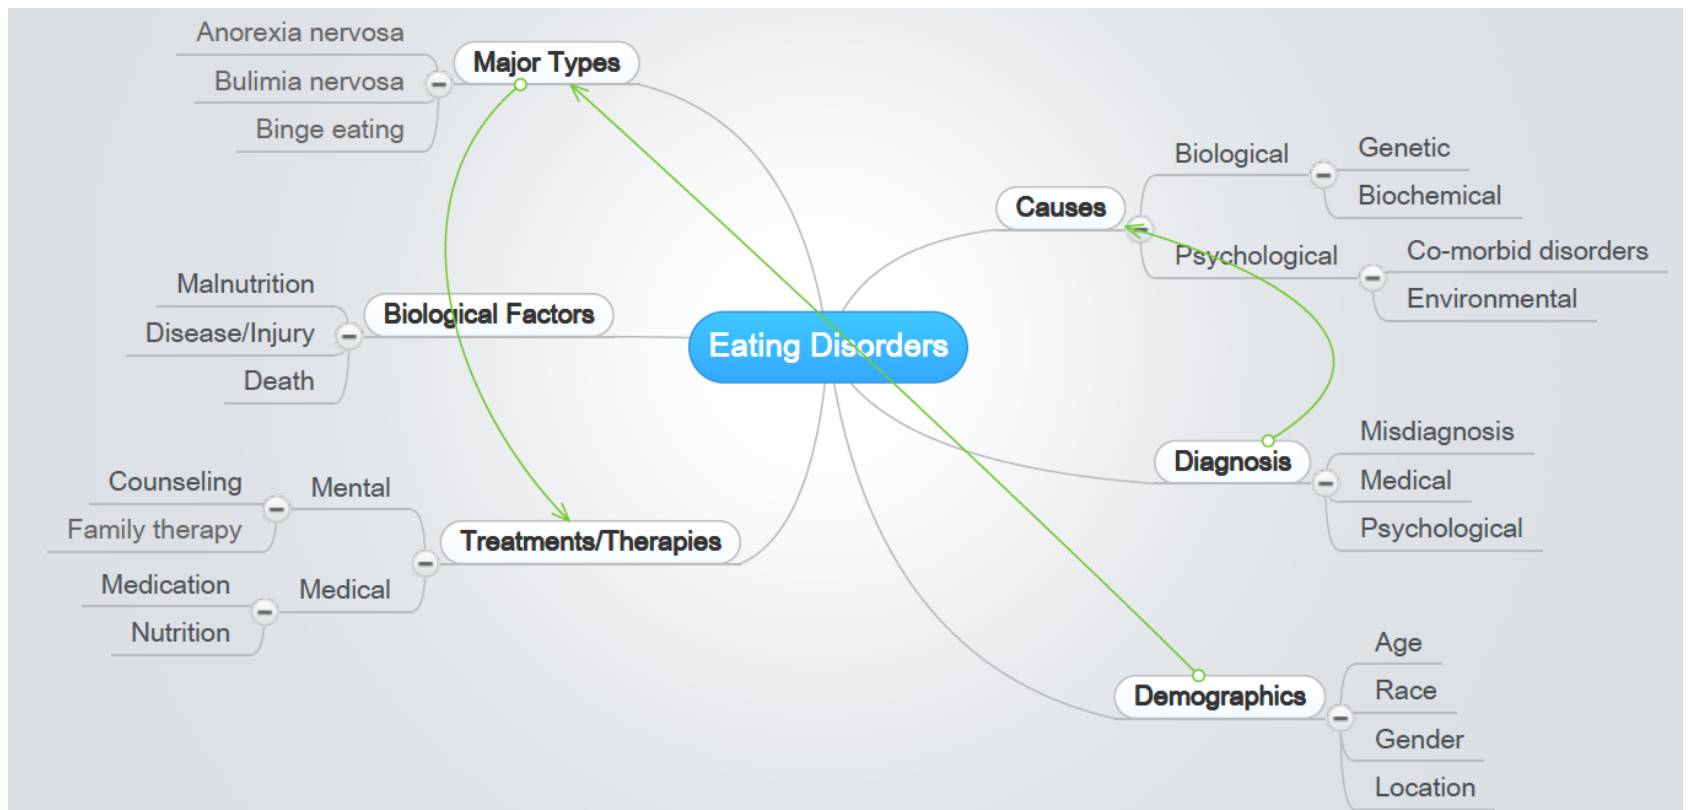 Eating Disorders
Major Types
Anorexia nervosa
Bulimia nervosa
Binge eating
Biological Factors
Malnutrition
Disease/Injury
Death
Treatments/Therapies
Mental
Counseling
Family therapy
Medical
Medication
Nutrition
Causes
Biological
Genetic
Biochemical
Psychological
Co-morbid disorders
Environmental
Diagnosis
Misdiagnosis
Medical
Psychological
Demographics
Age
Race
Gender
Location